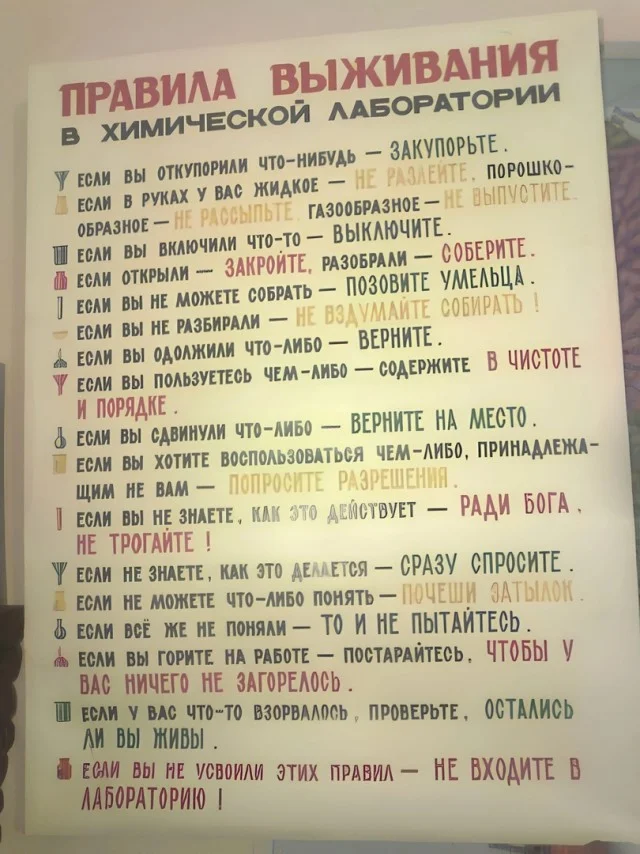 ПРАВИЛА ВЫЖИВАНИЯ
В ХИМИЧЕСКОЙ ЛАБОРАТОРИИ
ЕСЛИ ВЫ ОТКУПОРИЛИ ЧТО-НИБУДЬ — ЗАКУПОРЬТЕ.
ЕСЛИ В РУКАХ У ВАС ЖИДКОЕ — НЕ РАЗЛЕЙТЕ, ПОРОШКО-
ОБРАЗНОЕ — НЕ РАССЫПЬТЕ, ГАЗООБРАЗНОЕ — НЕ ВЫПУСТИТЕ.
ЕСЛИ ВЫ ВКЛЮЧИЛИ ЧТО-ТО — ВЫКЛЮЧИТЕ.
ЕСЛИ ОТКРЫЛИ — ЗАКРОЙТЕ, РАЗОБРАЛИ — СОБЕРИТЕ.
ЕСЛИ ВЫ НЕ МОЖЕТЕ СОБРАТЬ — ПОЗОВИТЕ УМЕЛЬЦА.
ЕСЛИ ВЫ НЕ РАЗБИРАЛИ — НЕ ВЗДУМАЙТЕ СОБИРАТЬ !
ЕСЛИ ВЫ ОДОЛЖИЛИ ЧТО-ЛИБО — ВЕРНИТЕ.
ЕСЛИ ВЫ ПОЛЬЗУЕТЕСЬ ЧЕМ-ЛИБО — СОДЕРЖИТЕ В ЧИСТОТЕ
И ПОРЯДКЕ.
ЕСЛИ ВЫ СДВИНУЛИ ЧТО-ЛИБО — ВЕРНИТЕ НА МЕСТО.
ЕСЛИ ВЫ ХОТИТЕ ВОСПОЛЬЗОВАТЬСЯ ЧЕМ-ЛИБО, ПРИНАДЛЕЖА-
ЩИМ НЕ ВАМ — ПОПРОСИТЕ РАЗРЕШЕНИЯ.
ЕСЛИ ВЫ НЕ ЗНАЕТЕ, КАК ЭТО ДЕЙСТВУЕТ — РАДИ БОГА,
НЕ ТРОГАЙТЕ !
ЕСЛИ НЕ ЗНАЕТЕ, КАК ЭТО ДЕЛАЕТСЯ — СРАЗУ СПРОСИТЕ.
ЕСЛИ НЕ МОЖЕТЕ ЧТО-ЛИБО ПОНЯТЬ — ПОЧЕШИ ЗАТЫЛОК.
ЕСЛИ ВСЁ ЖЕ НЕ ПОНЯЛИ — ТО И НЕ ПЫТАЙТЕСЬ.
ЕСЛИ ВЫ ГОРИТЕ НА РАБОТЕ — ПОСТАРАЙТЕСЬ, ЧТОБЫ У
ВАС НИЧЕГО НЕ ЗАГОРЕЛОСЬ.
ЕСЛИ У ВАС ЧТО-ТО ВЗОРВАЛОСЬ, ПРОВЕРЬТЕ, ОСТАЛИСЬ
ЛИ ВЫ ЖИВЫ.
ЕСЛИ ВЫ НЕ УСВОИЛИ ЭТИХ ПРАВИЛ — НЕ ВХОДИТЕ В
ЛАБОРАТОРИЮ !